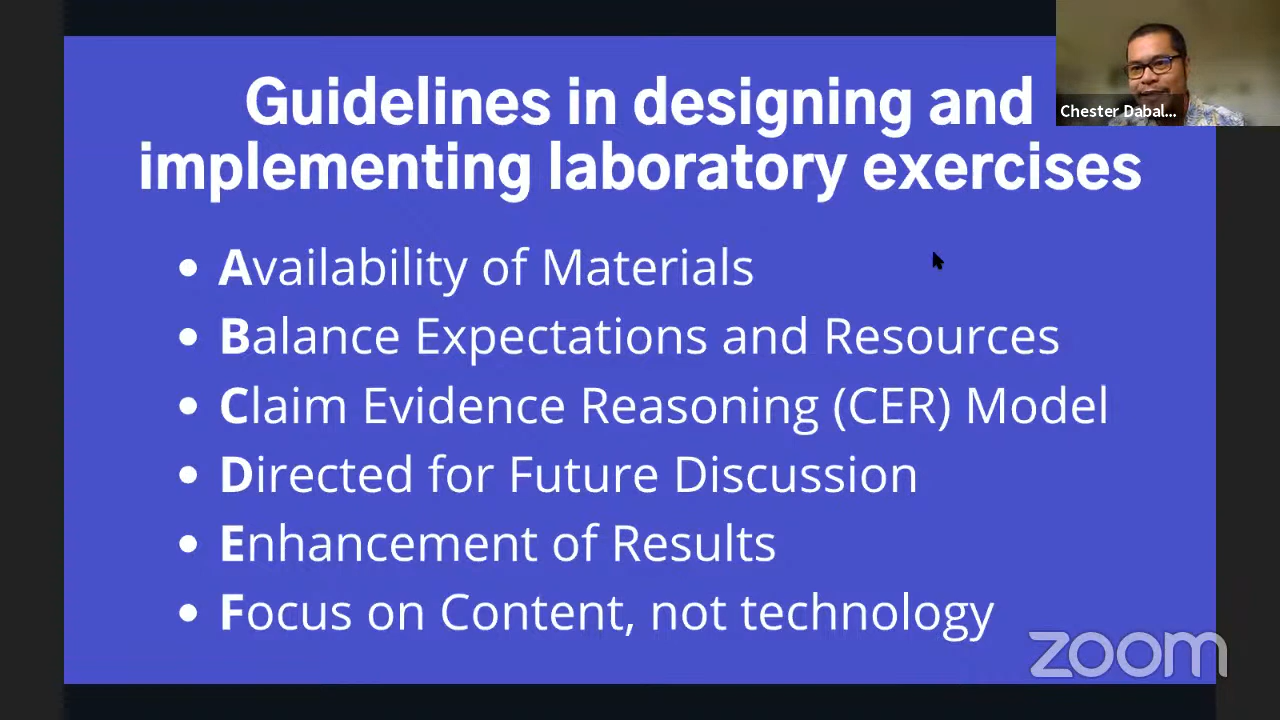 Guidelines in designing and
implementing laboratory exercises
Chester Dabal...
• Availability of Materials
• Balance Expectations and Resources
• Claim Evidence Reasoning (CER) Model
• Directed for Future Discussion
• Enhancement of Results
• Focus on Content, not technology
zoom